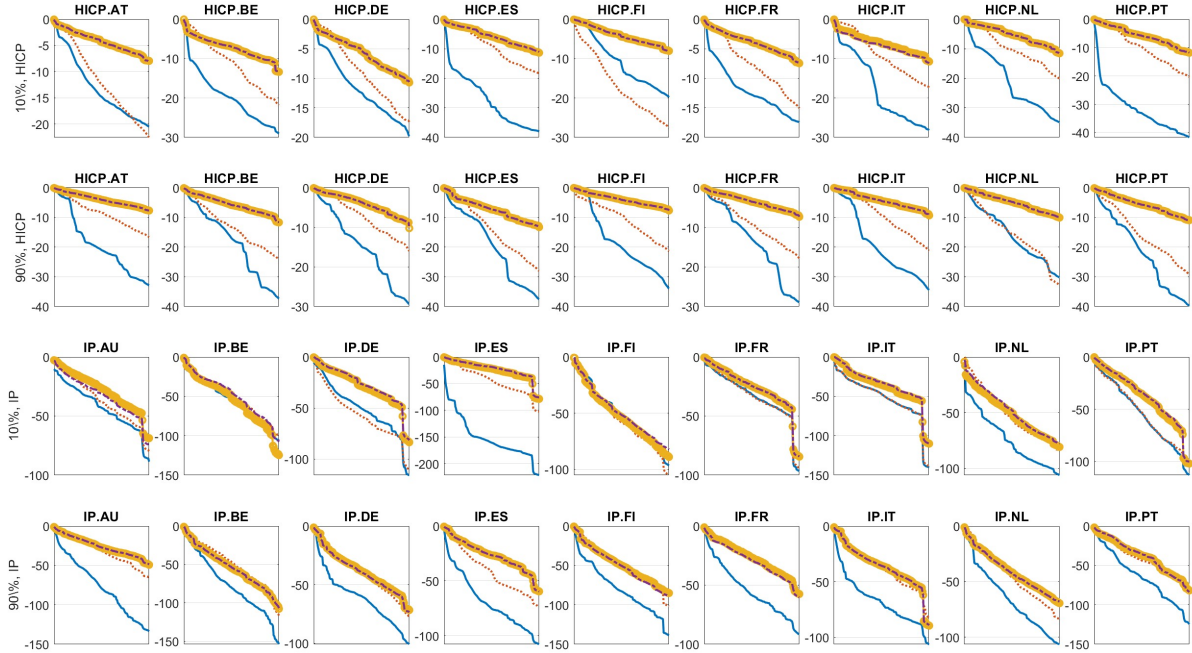 HICP.AT HICP.BE HICP.DE HICP.ES HICP.FI HICP.FR HICP.IT HICP.NL HICP.PT
10\%, HICP
0 -5 -10 -15 -20
0 -10 -20 -30
0 -5 -10 -15 -20
0 -10 -20 -30 -40
0 -10 -20 -30
0 -5 -10 -15 -20
0 -10 -20 -30
0 -10 -20 -30 -40
0 -10 -20 -30 -40
HICP.AT HICP.BE HICP.DE HICP.ES HICP.FI HICP.FR HICP.IT HICP.NL HICP.PT
90\%, HICP
0 -10 -20 -30 -40
0 -10 -20 -30 -40
0 -10 -20 -30
0 -10 -20 -30 -40
0 -10 -20 -30 -40
0 -10 -20 -30
0 -10 -20 -30 -40
0 -10 -20 -30 -40
0 -10 -20 -30 -40
IP.AU IP.BE IP.DE IP.ES IP.FI IP.FR IP.IT IP.NL IP.PT
10\%, IP
0 -50 -100
0 -50 -100 -150
0 -50 -100
0 -50 -100 -150 -200
0 -50 -100
0 -50 -100
0 -50 -100 -150
0 -50 -100
0 -50 -100
IP.AU IP.BE IP.DE IP.ES IP.FI IP.FR IP.IT IP.NL IP.PT
90\%, IP
0 -50 -100 -150
0 -50 -100 -150
0 -50 -100
0 -50 -100
0 -50 -100
0 -50 -100
0 -50 -100
0 -50 -100 -150
0 -50 -100 -150